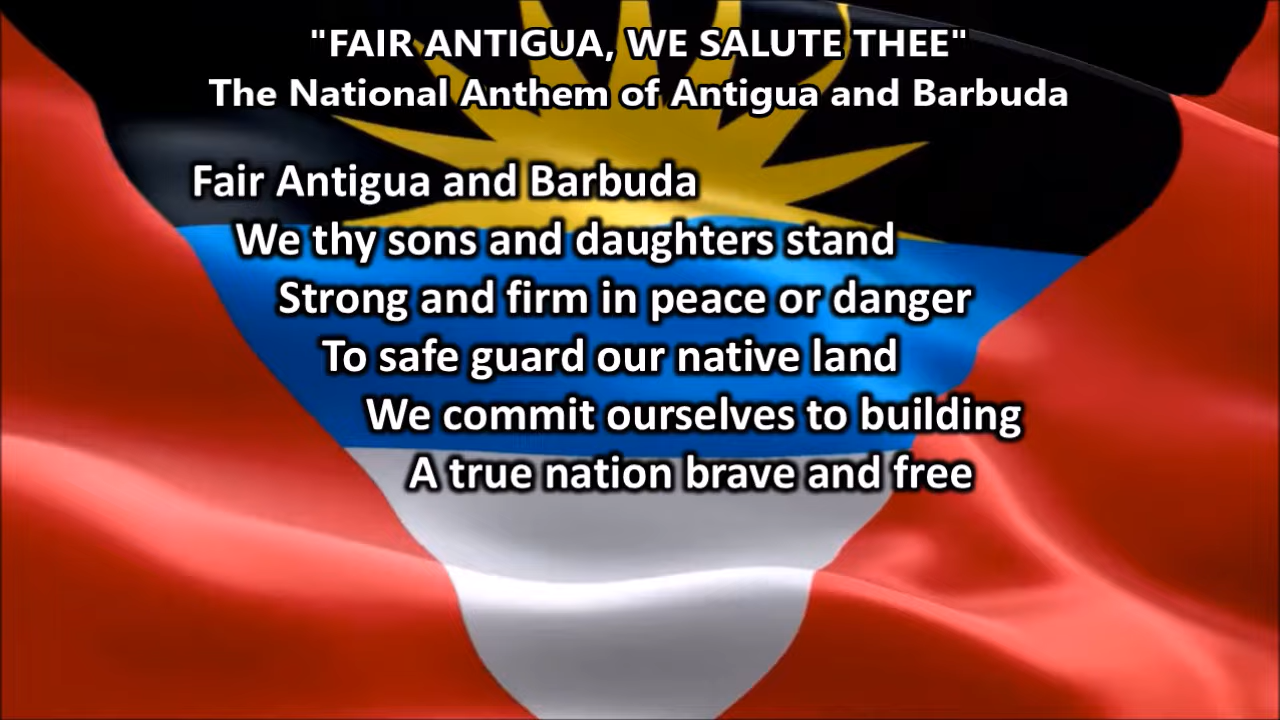 "FAIR ANTIGUA, WE SALUTE THEE"
The National Anthem of Antigua and Barbuda
Fair Antigua and Barbuda
We thy sons and daughters stand
Strong and firm in peace or danger
To safe guard our native land
We commit ourselves to building
A true nation brave and free